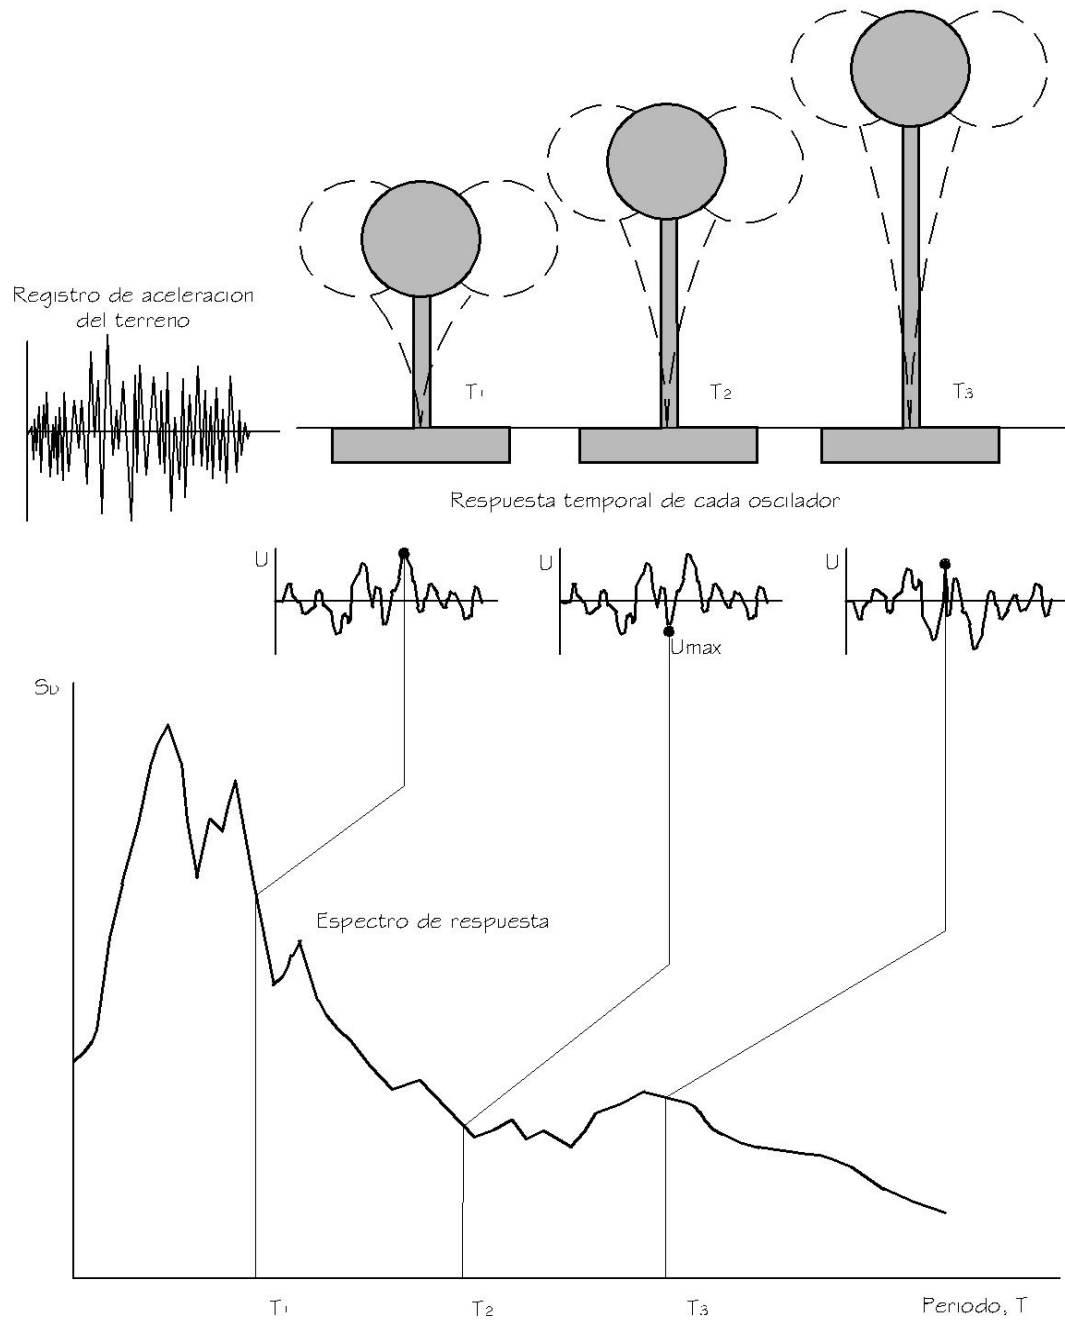 Registro de aceleracion
del terreno
T1
T2
T3
Respuesta temporal de cada oscilador
U
U
U
Umax
SD
Espectro de respuesta
T1
T2
T3
Periodo, T